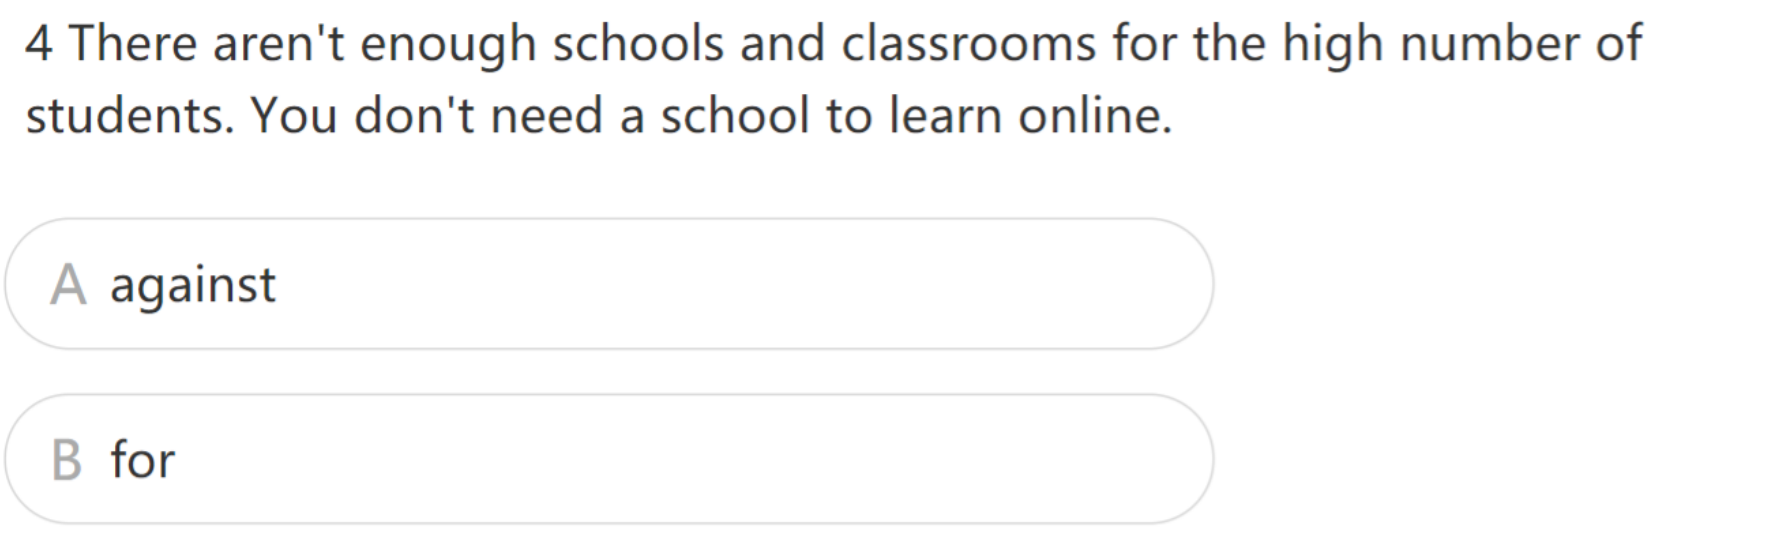 4 There aren't enough schools and classrooms for the high number of
students. You don't need a school to learn online.
A against
B for